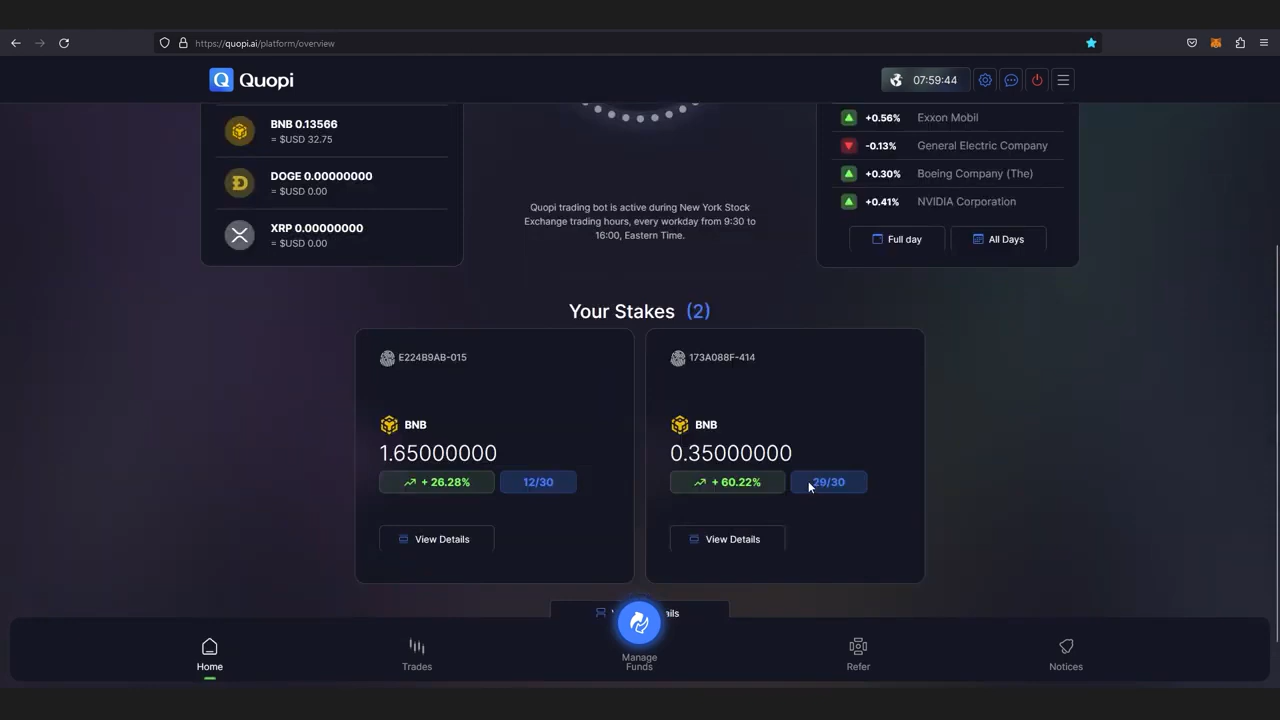 https://quopi.ai/platform/overview
Quopi
07:59:44
BNB 0.13566
= $USD 32.75
DOGE 0.00000000
= $USD 0.00
XRP 0.00000000
= $USD 0.00
Quopi trading bot is active during New York Stock
Exchange trading hours, every workday from 9:30 to
16:00, Eastern Time.
+0.56% Exxon Mobil
-0.13% General Electric Company
+0.30% Boeing Company (The)
+0.41% NVIDIA Corporation
Full day
All Days
Your Stakes (2)
E224B9AB-015
BNB
1.65000000
+ 26.28%
12/30
View Details
173A088F-414
BNB
0.35000000
+ 60.22%
29/30
View Details
Home
Trades
Manage
Funds
Refer
Notices